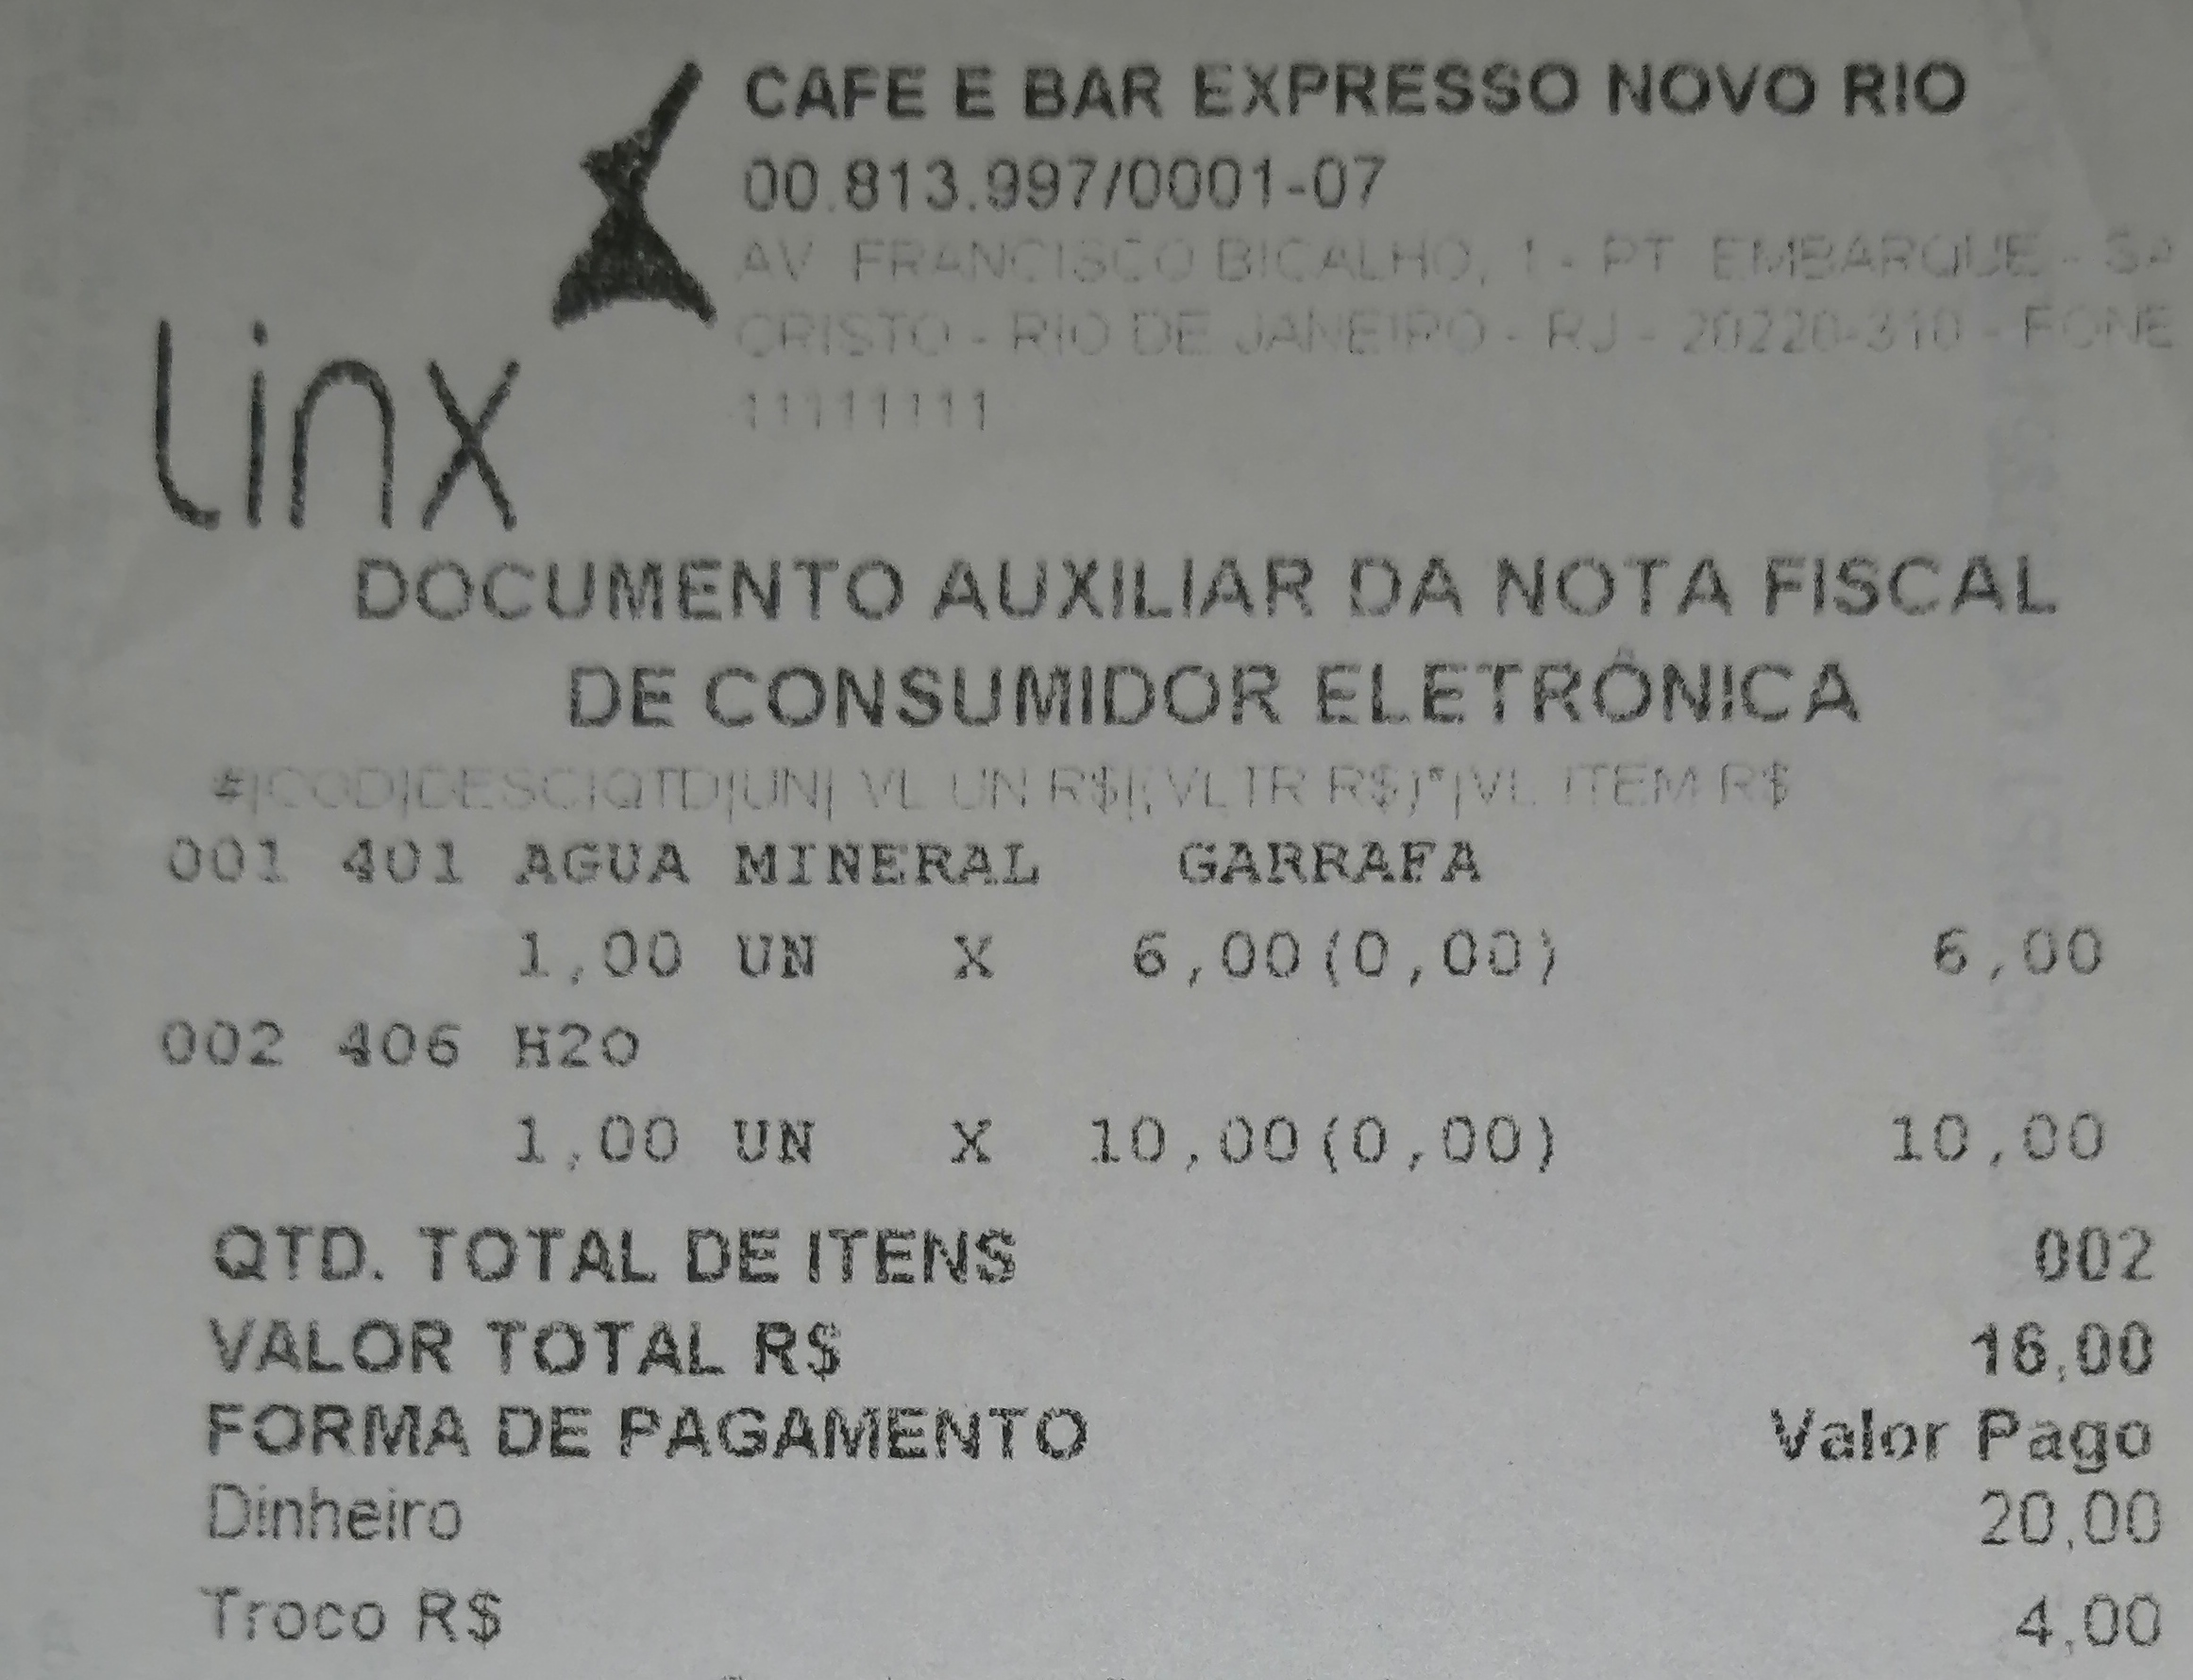 CAFE E BAR EXPRESSO NOVO RIO
00.813.997/0001-07
AV. FRANCISCO BICALHO, 1 - PT. EMBARQUE - SA
CRISTO - RIO DE JANEIRO - RJ - 20220-310 - FONE
11111111
linx
DOCUMENTO AUXILIAR DA NOTA FISCAL
DE CONSUMIDOR ELETRÔNICA
#|COD|DESC|QTD|UN| VL UN R$|(VLTR R$)*|VL ITEM R$
001 401 AGUA MINERAL GARRAFA
1,00 UN X 6,00(0,00) 6,00
002 406 H2O
1,00 UN X 10,00(0,00) 10,00
QTD. TOTAL DE ITENS 002
VALOR TOTAL R$ 16,00
FORMA DE PAGAMENTO Valor Pago
Dinheiro 20,00
Troco R$ 4,00